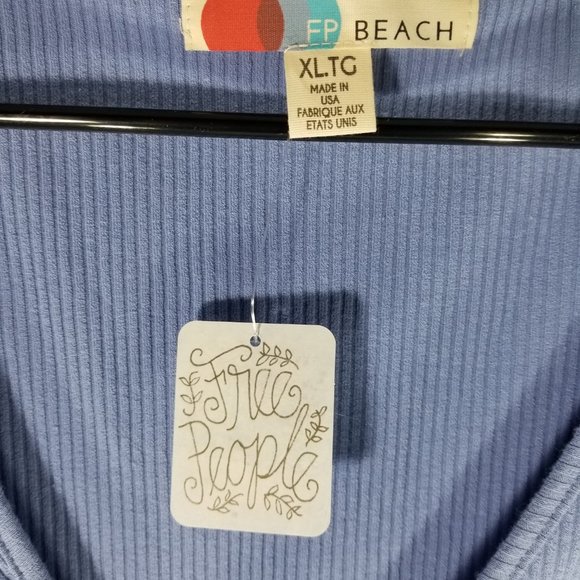 FP BEACH
XL.TG
MADE IN
USA
FABRIQUE AUX
ETATS UNIS
Free
People